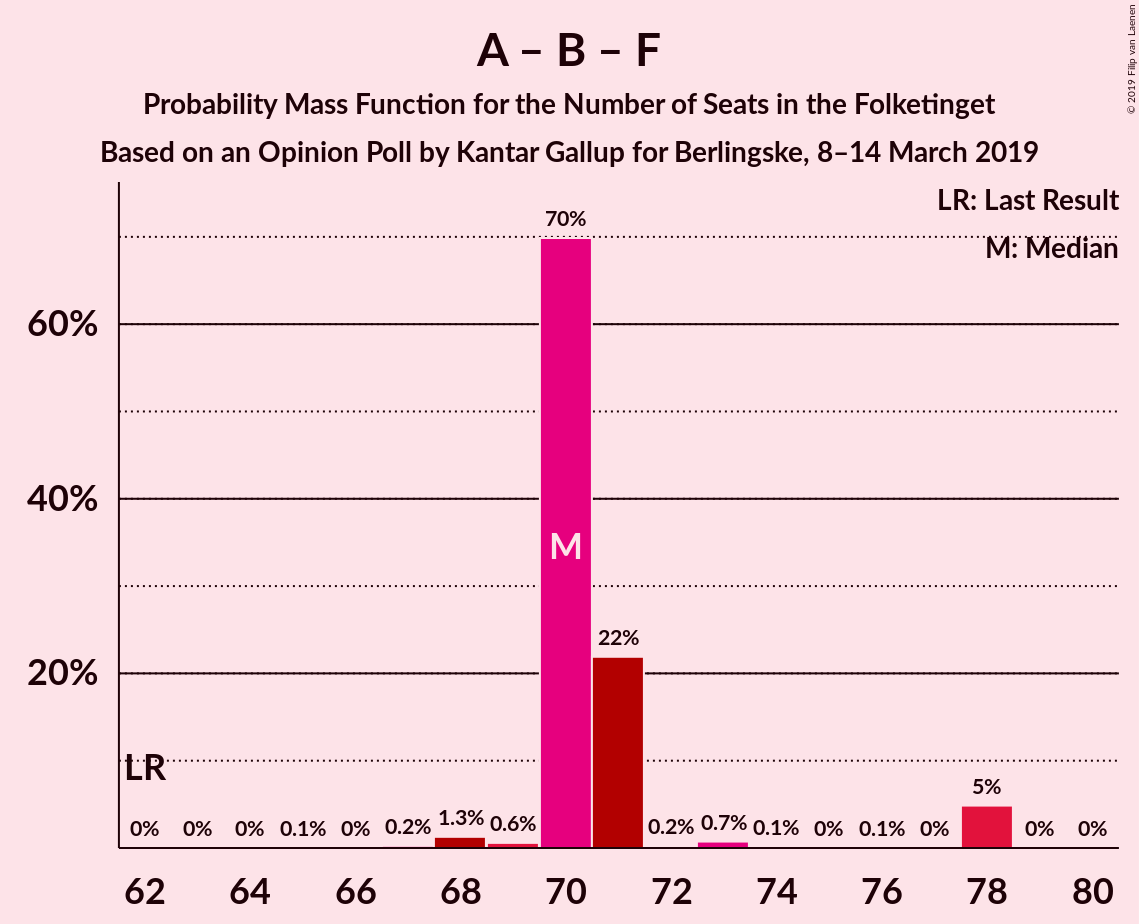 A – B – F
Probability Mass Function for the Number of Seats in the Folketinget
Based on an Opinion Poll by Kantar Gallup for Berlingske, 8–14 March 2019
© 2019 Filip van Laenen
LR: Last Result
M: Median
60%
40%
20%
LR
M
0% 0% 0% 0.1% 0% 0.2% 1.3% 0.6% 70% 22% 0.2% 0.7% 0.1% 0% 0.1% 0% 5% 0% 0%
62 64 66 68 70 72 74 76 78 80